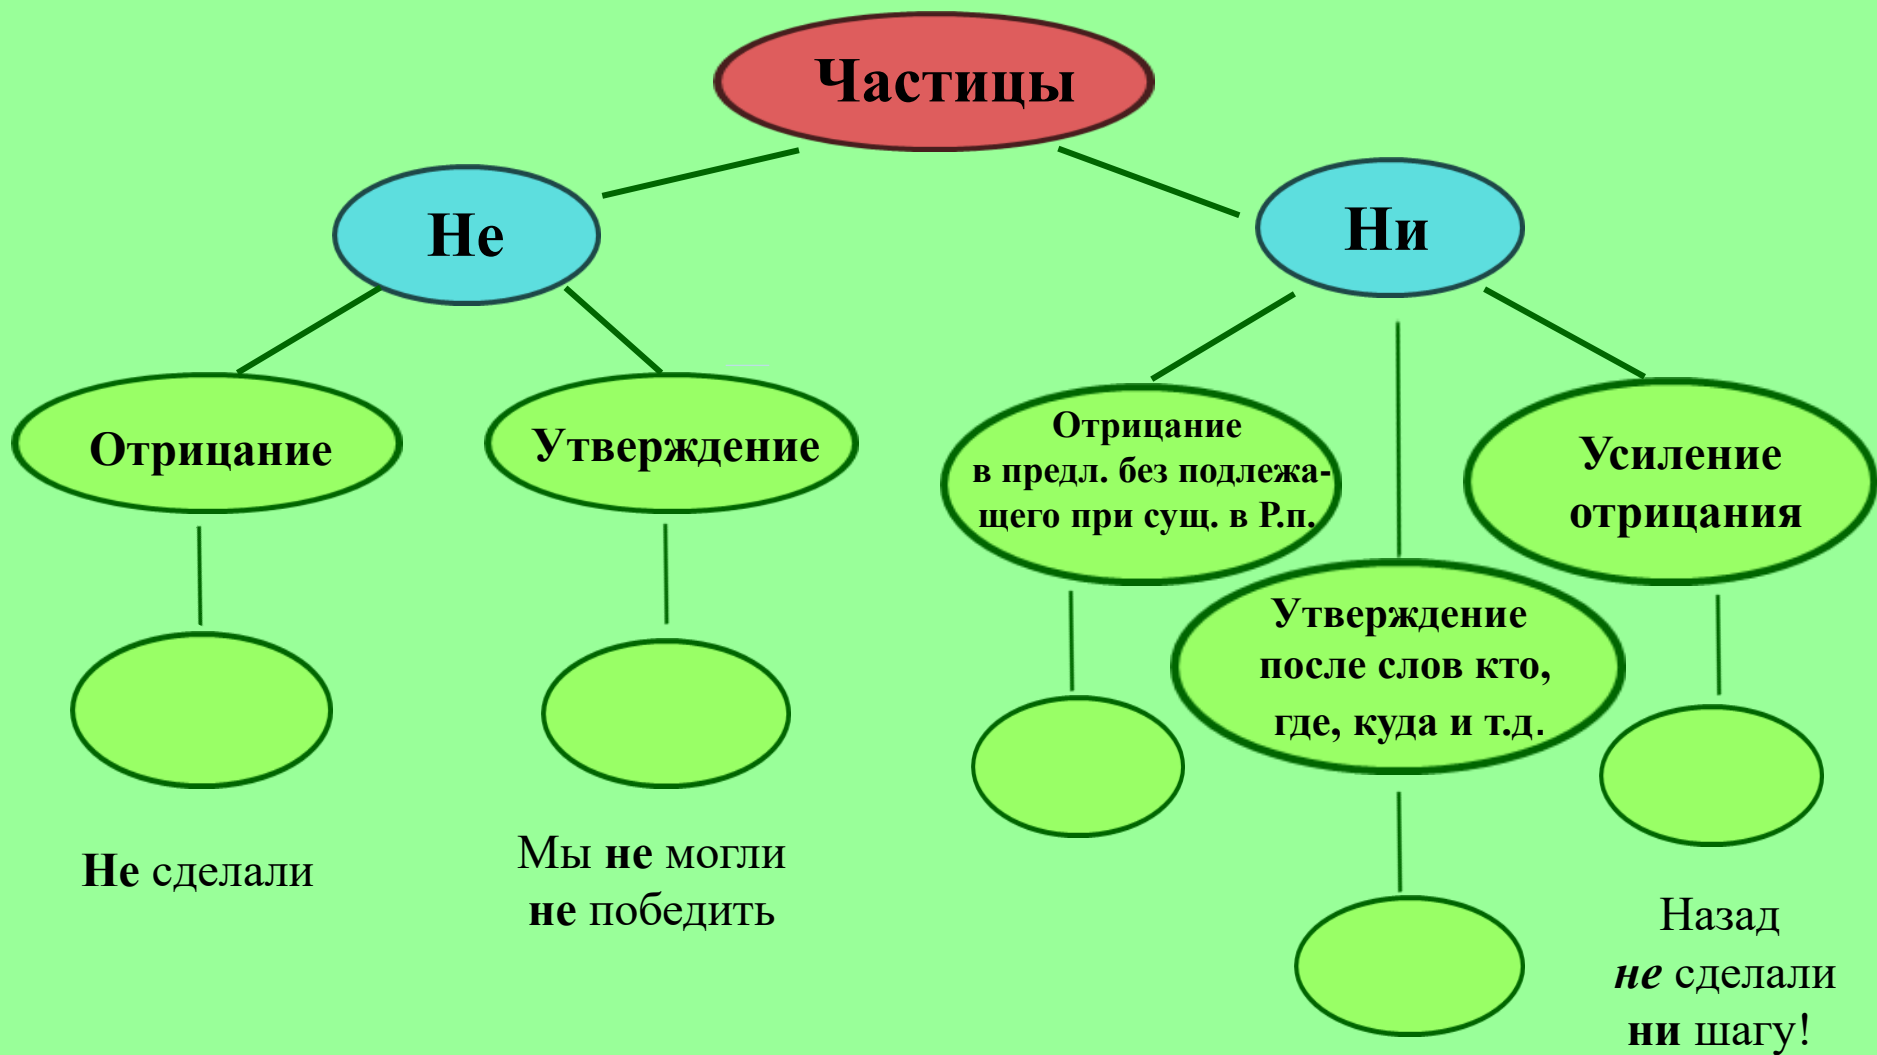 Частицы
Не
Ни
Отрицание
Утверждение
Отрицание
в предл. без подлежа-
щего при сущ. в Р.п.
Усиление
отрицания
Утверждение
после слов кто,
где, куда и т.д.
Не сделали
Мы не могли
не победить
Назад
не сделали
ни шагу!